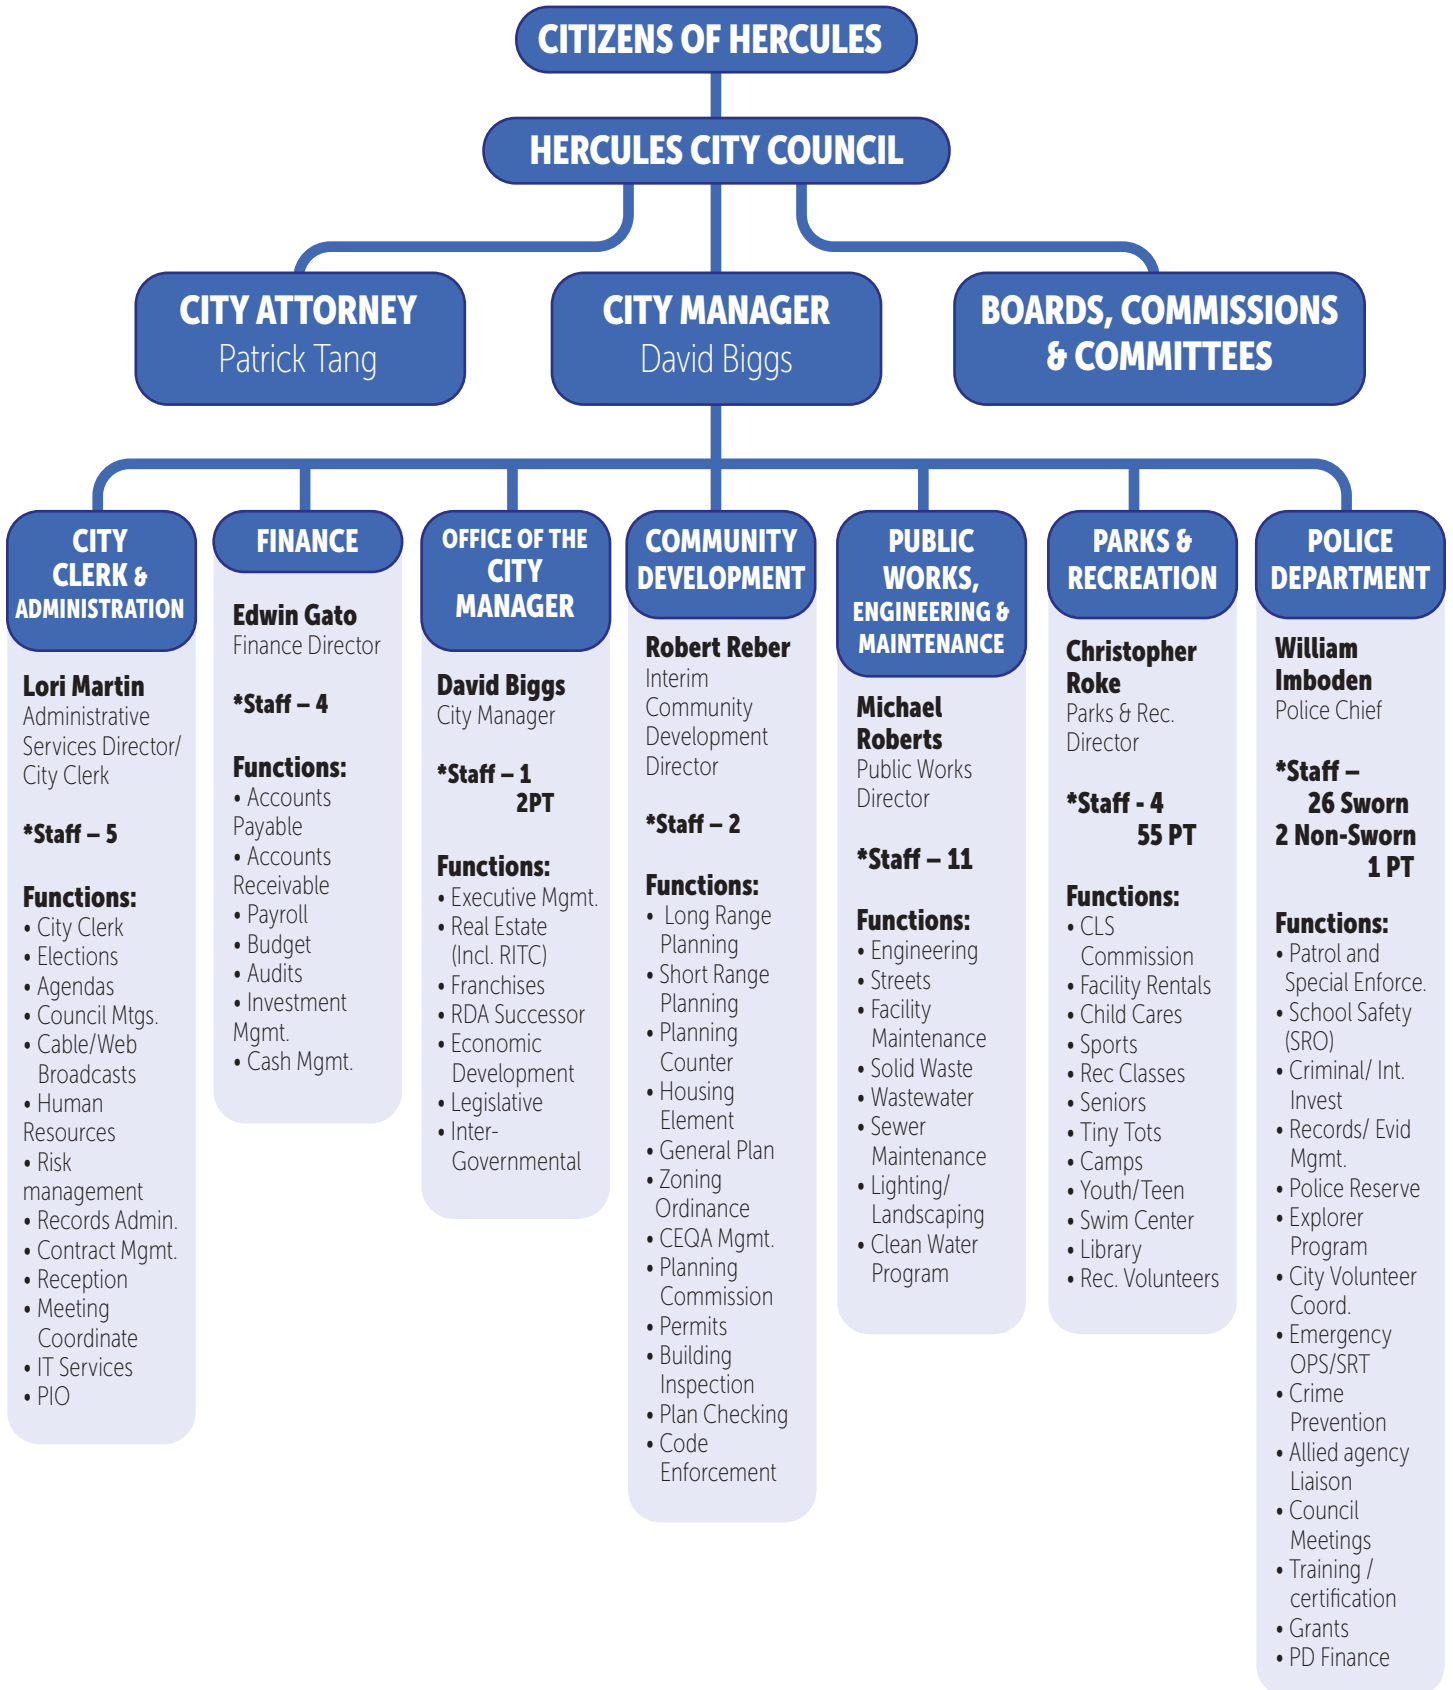 CITIZENS OF HERCULES
HERCULES CITY COUNCIL
CITY ATTORNEY
Patrick Tang
CITY MANAGER
David Biggs
BOARDS, COMMISSIONS
& COMMITTEES
CITY
CLERK &
ADMINISTRATION
Lori Martin
Administrative
Services Director/
City Clerk
*Staff – 5
Functions:
• City Clerk
• Elections
• Agendas
• Council Mtgs.
• Cable/Web
Broadcasts
• Human
Resources
• Risk
management
• Records Admin.
• Contract Mgmt.
• Reception
• Meeting
Coordinate
• IT Services
• PIO
FINANCE
Edwin Gato
Finance Director
*Staff – 4
Functions:
• Accounts
Payable
• Accounts
Receivable
• Payroll
• Budget
• Audits
• Investment
Mgmt.
• Cash Mgmt.
OFFICE OF THE
CITY
MANAGER
David Biggs
City Manager
*Staff – 1
2PT
Functions:
• Executive Mgmt.
• Real Estate
(Incl. RITC)
• Franchises
• RDA Successor
• Economic
Development
• Legislative
• Inter-
Governmental
COMMUNITY
DEVELOPMENT
Robert Reber
Interim
Community
Development
Director
*Staff – 2
Functions:
• Long Range
Planning
• Short Range
Planning
• Planning
Counter
• Housing
Element
• General Plan
• Zoning
Ordinance
• CEQA Mgmt.
• Planning
Commission
• Permits
• Building
Inspection
• Plan Checking
• Code
Enforcement
PUBLIC
WORKS,
ENGINEERING &
MAINTENANCE
Michael
Roberts
Public Works
Director
*Staff – 11
Functions:
• Engineering
• Streets
• Facility
Maintenance
• Solid Waste
• Wastewater
• Sewer
Maintenance
• Lighting/
Landscaping
• Clean Water
Program
PARKS &
RECREATION
Christopher
Roke
Parks & Rec.
Director
*Staff - 4
55 PT
Functions:
• CLS
Commission
• Facility Rentals
• Child Cares
• Sports
• Rec Classes
• Seniors
• Tiny Tots
• Camps
• Youth/Teen
• Swim Center
• Library
• Rec. Volunteers
POLICE
DEPARTMENT
William
Imboden
Police Chief
*Staff –
26 Sworn
2 Non-Sworn
1 PT
Functions:
• Patrol and
Special Enforce.
• School Safety
(SRO)
• Criminal/ Int.
Invest
• Records/ Evid
Mgmt.
• Police Reserve
• Explorer
Program
• City Volunteer
Coord.
• Emergency
OPS/SRT
• Crime
Prevention
• Allied agency
Liaison
• Council
Meetings
• Training /
certification
• Grants
• PD Finance